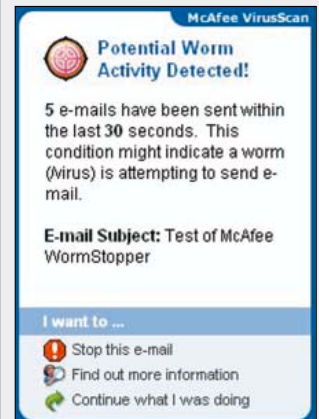 McAfee VirusScan
Potential Worm
Activity Detected!
5 e-mails have been sent within
the last 30 seconds. This
condition might indicate a worm
(/virus) is attempting to send e-
mail.
E-mail Subject: Test of McAfee
WormStopper
I want to ...
Stop this e-mail
Find out more information
Continue what I was doing